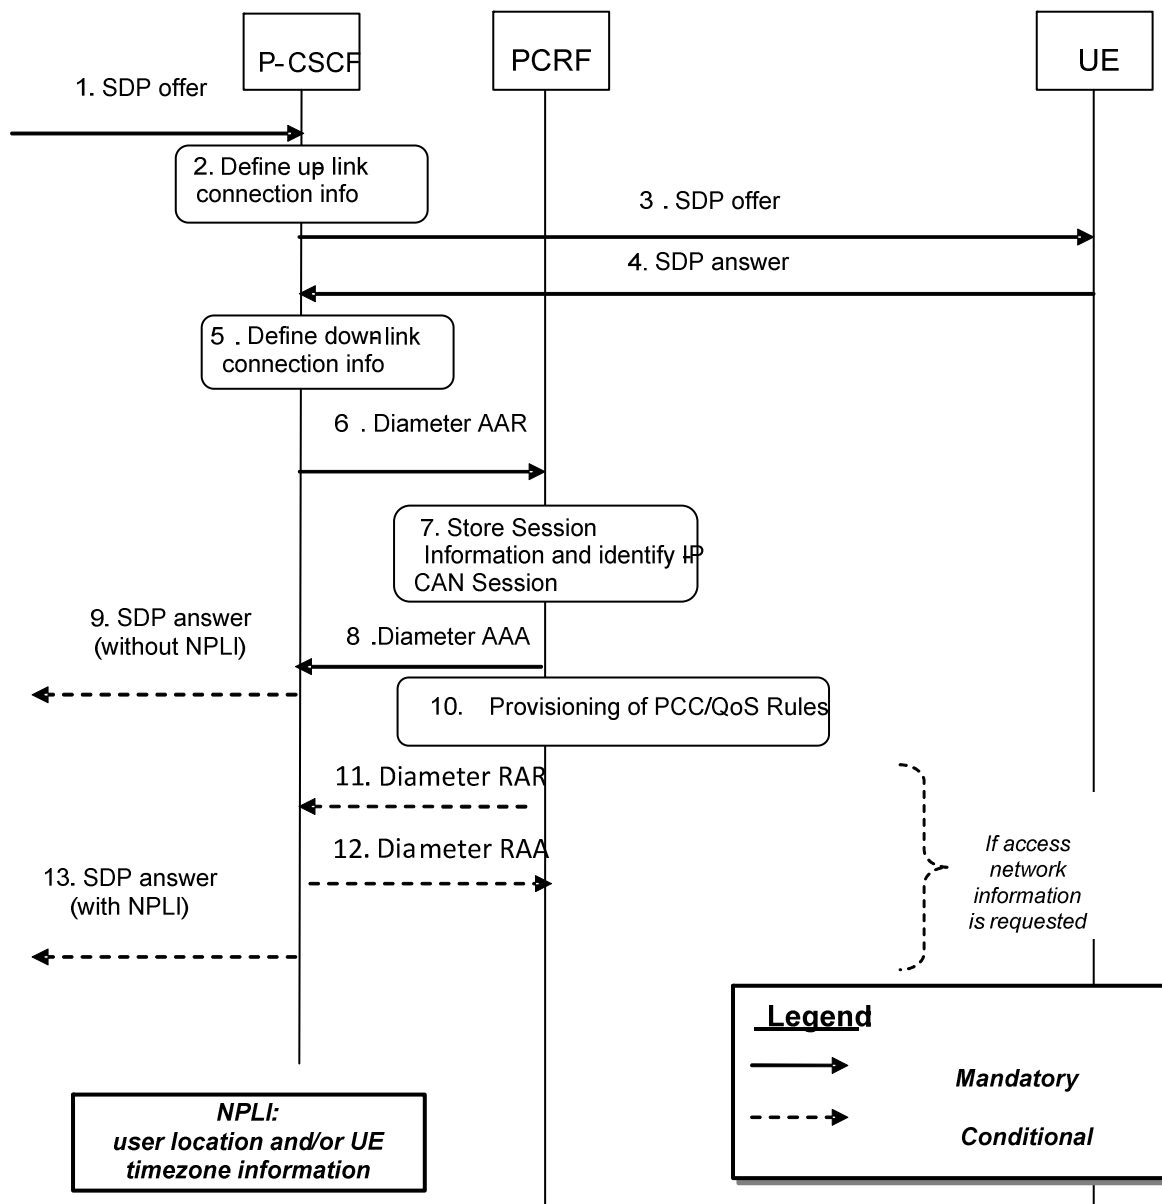 P-CSCF
PCRF
UE
1. SDP offer
2. Define up-link
connection info
3 . SDP offer
4. SDP answer
5 . Define down-link
connection info
6 . Diameter AAR
7. Store Session
Information and identify IP-
CAN Session
9. SDP answer
(without NPLI)
8 .Diameter AAA
10. Provisioning of PCC/QoS Rules
11. Diameter RAR
12. Diameter RAA
13. SDP answer
(with NPLI)
If access
network
information
is requested
Legend:
Mandatory
Conditional
NPLI:
user location and/or UE
timezone information